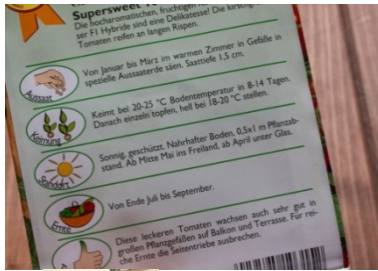 Supersweet
Die hocharomatischen, fruchtigen
ser F1 Hybride sind eine Delikatesse! Die kirschg
Tomaten reifen an langen Rispen.
Von Januar bis März im warmen Zimmer in Gefäße in
spezielle Aussaaterde säen. Saattiefe 1,5 cm.
Aussaat
Keimt bei 20-25 °C Bodentemperatur in 8-14 Tagen.
Danach einzeln topfen, hell bei 18-20 °C stellen.
Keimung
Sonnig, geschützt. Nahrhafter Boden. 0,5x1 m Pflanzab-
stand. Ab Mitte Mai ins Freiland, ab April unter Glas.
Standort
Von Ende Juli bis September.
Ernte
Diese leckeren Tomaten wachsen auch sehr gut in
großen Pflanzgefäßen auf Balkon und Terrasse. Für rei-
che Ernte die Seitentriebe ausbrechen.